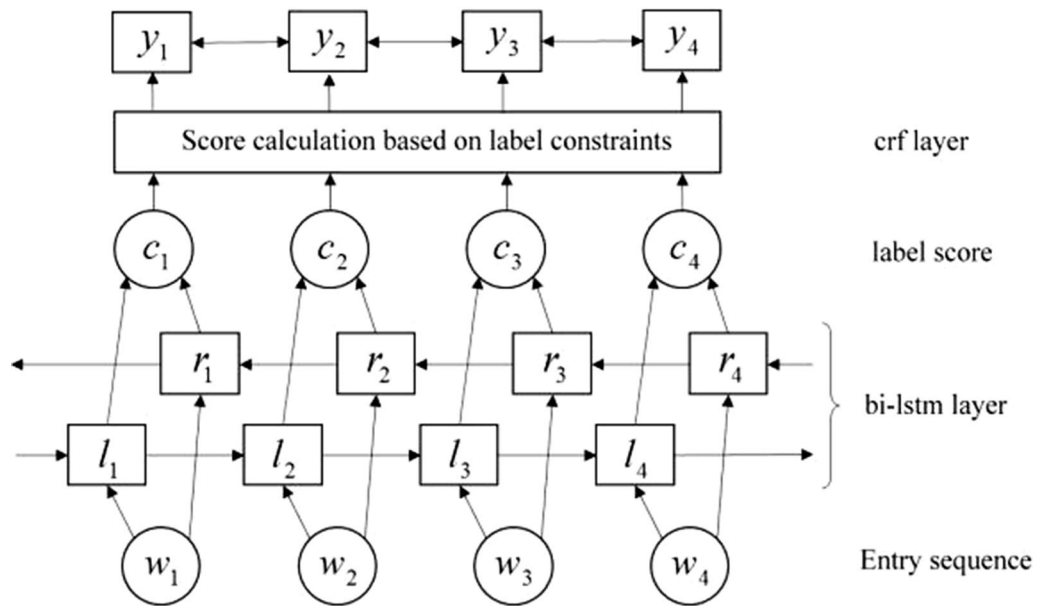 y₁ y₂ y₃ y₄
Score calculation based on label constraints crf layer
c₁ c₂ c₃ c₄ label score
r₁ r₂ r₃ r₄
bi-lstm layer
l₁ l₂ l₃ l₄
w₁ w₂ w₃ w₄ Entry sequence